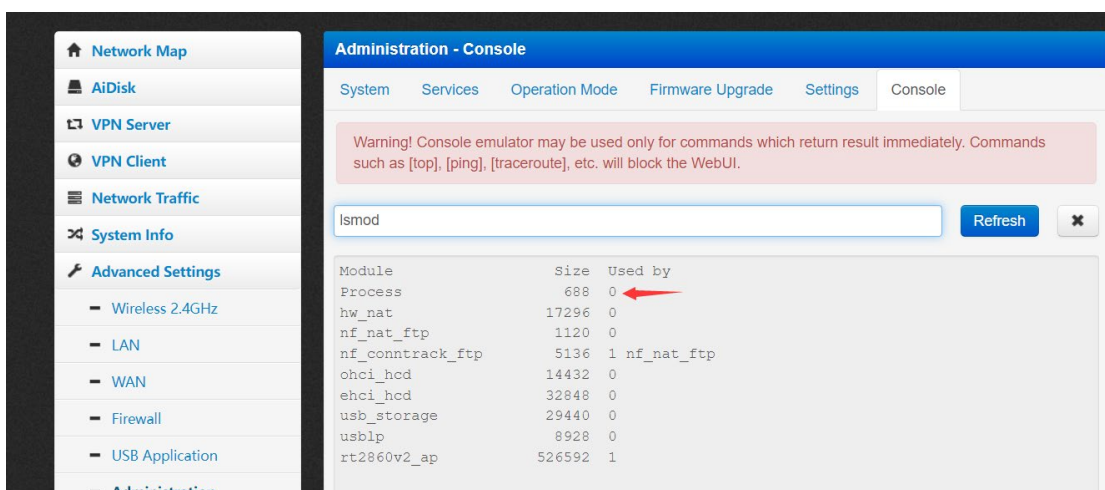 Network Map
AiDisk
VPN Server
VPN Client
Network Traffic
System Info
Advanced Settings
Wireless 2.4GHz
LAN
WAN
Firewall
USB Application
Administration
Administration - Console
System Services Operation Mode Firmware Upgrade Settings Console
Warning! Console emulator may be used only for commands which return result immediately. Commands
such as [top], [ping], [traceroute], etc. will block the WebUI.
lsmod Refresh
Module Size Used by
Process 688 0
hw_nat 17296 0
nf_nat_ftp 1120 0
nf_conntrack_ftp 5136 1 nf_nat_ftp
ohci_hcd 14432 0
ehci_hcd 32848 0
usb_storage 29440 0
usblp 8928 0
rt2860v2_ap 526592 1